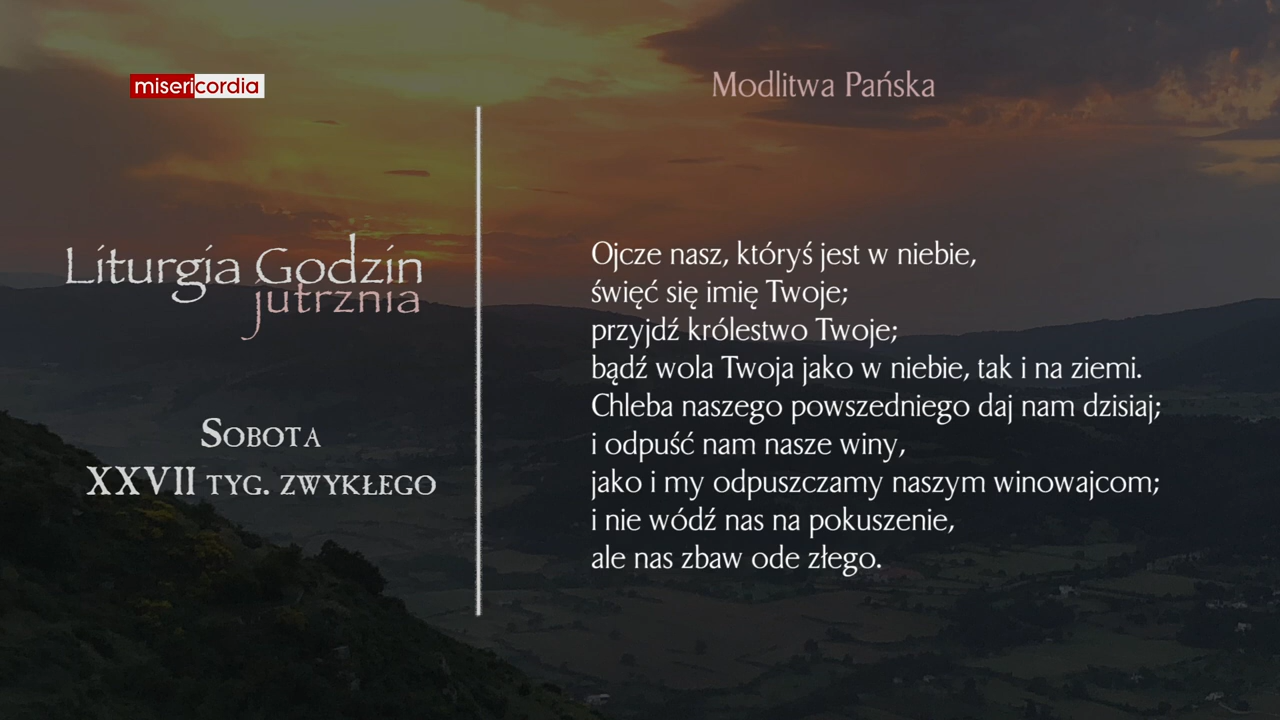 misericordia
Liturgia Godzin
jutrznia
Sobota
XXVII tyg. zwykłego
Modlitwa Pańska
Ojcze nasz, któryś jest w niebie,
święć się imię Twoje;
przyjdź królestwo Twoje;
bądź wola Twoja jako w niebie, tak i na ziemi.
Chleba naszego powszedniego daj nam dzisiaj;
i odpuść nam nasze winy,
jako i my odpuszczamy naszym winowajcom;
i nie wódź nas na pokuszenie,
ale nas zbaw ode złego.